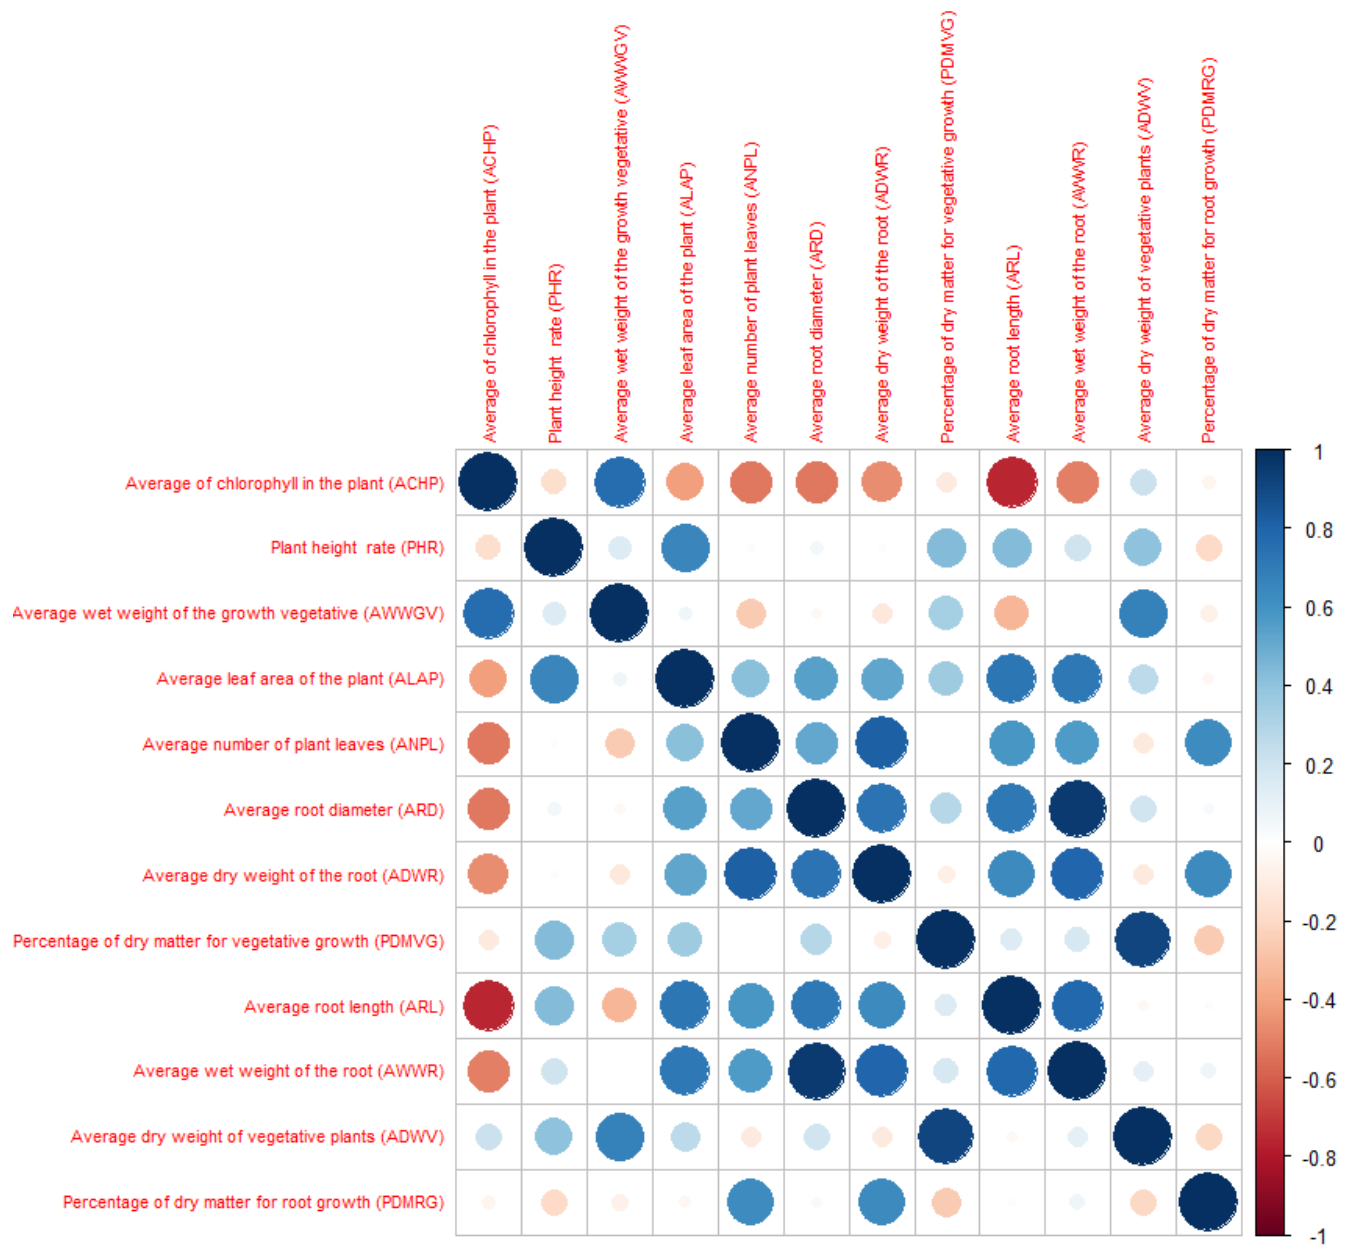 Average of chlorophyll in the plant (ACHP)
Plant height  rate (PHR)
Average wet weight of the growth vegetative (AWWGV)
Average leaf area of the plant (ALAP)
Average number of plant leaves (ANPL)
Average root diameter (ARD)
Average dry weight of the root (ADWR)
Percentage of dry matter for vegetative growth (PDMVG)
Average root length (ARL)
Average wet weight of the root (AWWR)
Average dry weight of vegetative plants (ADWV)
Percentage of dry matter for root growth (PDMRG)
Average of chlorophyll in the plant (ACHP)
Plant height  rate (PHR)
Average wet weight of the growth vegetative (AWWGV)
Average leaf area of the plant (ALAP)
Average number of plant leaves (ANPL)
Average root diameter (ARD)
Average dry weight of the root (ADWR)
Percentage of dry matter for vegetative growth (PDMVG)
Average root length (ARL)
Average wet weight of the root (AWWR)
Average dry weight of vegetative plants (ADWV)
Percentage of dry matter for root growth (PDMRG)
1
0.8
0.6
0.4
0.2
0
-0.2
-0.4
-0.6
-0.8
-1